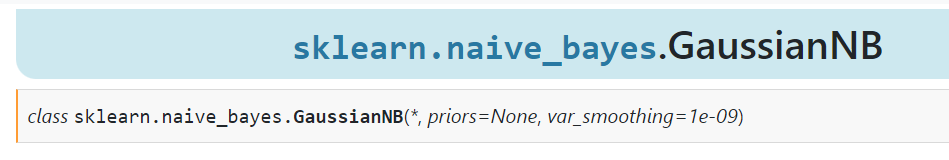 sklearn.naive_bayes.GaussianNB
class sklearn.naive_bayes.GaussianNB(*, priors=None, var_smoothing=1e-09)